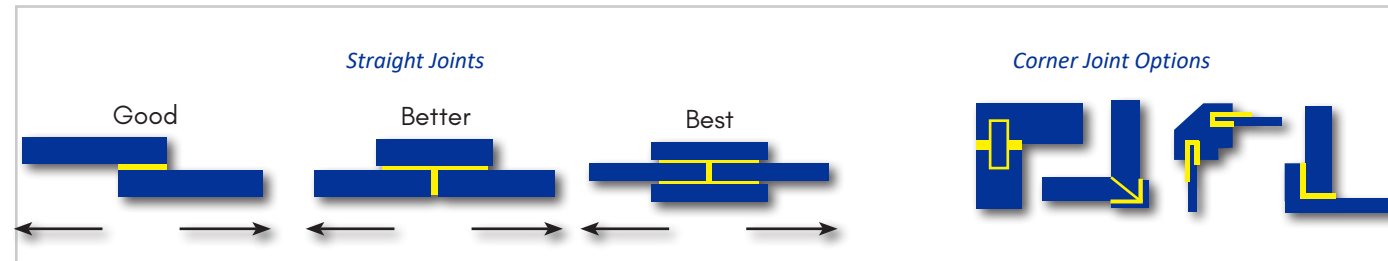 Straight Joints
Corner Joint Options
Good
Better
Best